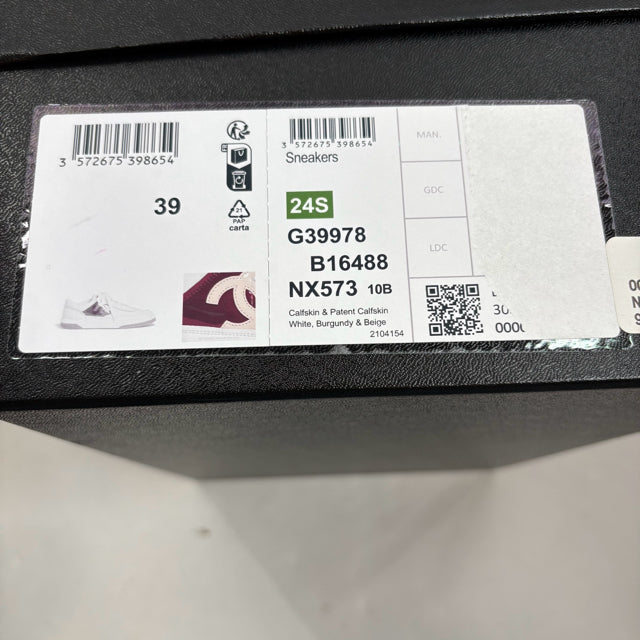 3 572675 398654
39
21
PAP
carta
3 572675 398654
Sneakers
24S
G39978
B16488
NX573 10B
Calfskin & Patent Calfskin
White, Burgundy & Beige
2104154
MAN.
GDC
LDC